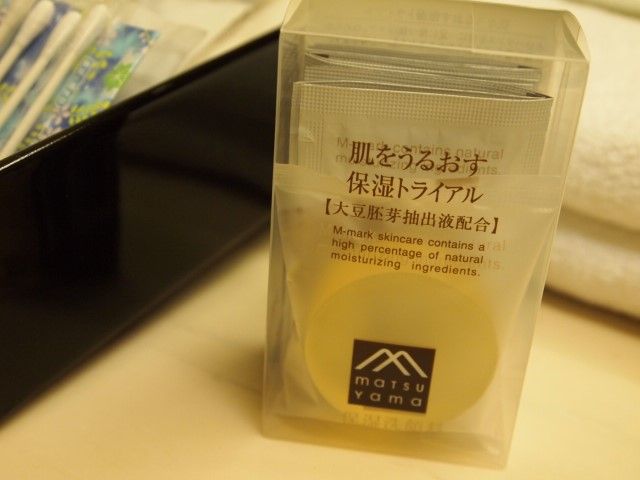 肌をうるおす
保湿トライアル
【大豆胚芽抽出液配合】
M-mark skincare contains a
high percentage of natural
moisturizing ingredients.
matsu
yama